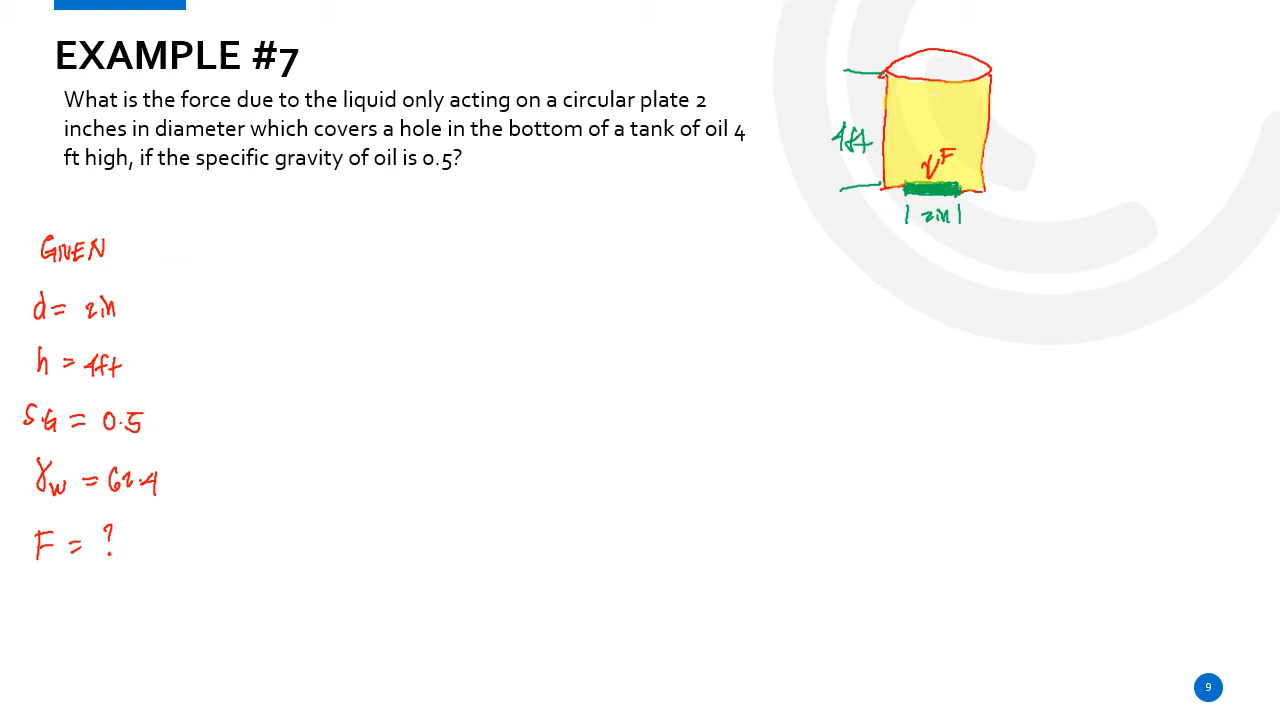 EXAMPLE #7
What is the force due to the liquid only acting on a circular plate 2
inches in diameter which covers a hole in the bottom of a tank of oil 4
ft high, if the specific gravity of oil is 0.5?
4ft
F
2in
GIVEN
d = 2in
h = 4ft
S.G = 0.5
γw = 62.4
F = ?
9